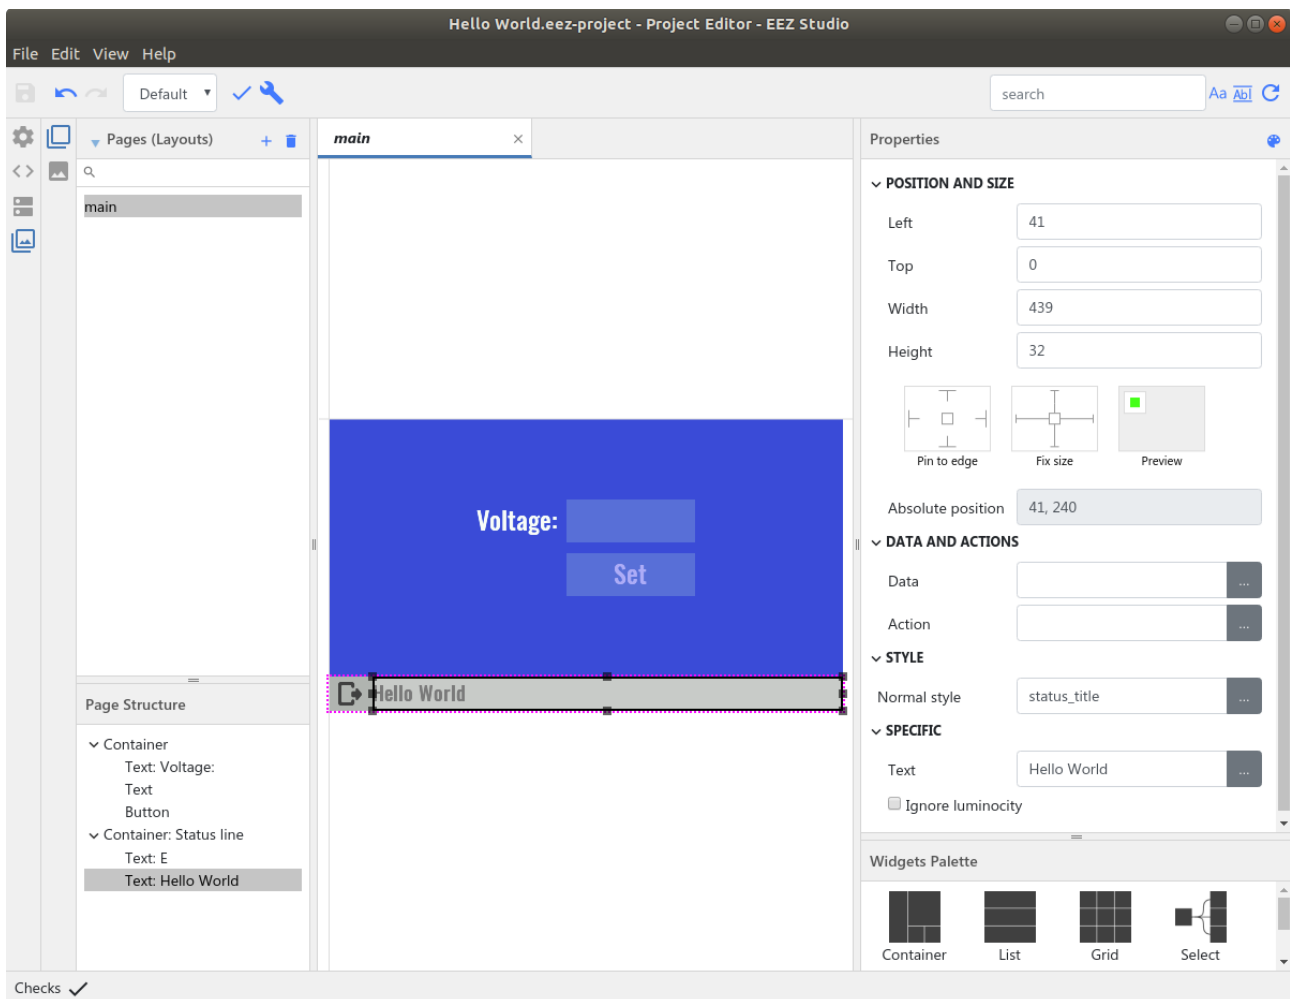 Hello World.eez-project - Project Editor - EEZ Studio
File Edit View Help
Default
search
Aa Abl
Pages (Layouts)
main
Properties
main
POSITION AND SIZE
Left 41
Top 0
Width 439
Height 32
Pin to edge Fix size Preview
Absolute position 41, 240
DATA AND ACTIONS
Data ...
Action ...
STYLE
Normal style status_title ...
SPECIFIC
Text Hello World ...
Ignore luminocity
Voltage:
Set
Hello World
Page Structure
Container
Text: Voltage:
Text
Button
Container: Status line
Text: E
Text: Hello World
Widgets Palette
Container List Grid Select
Checks